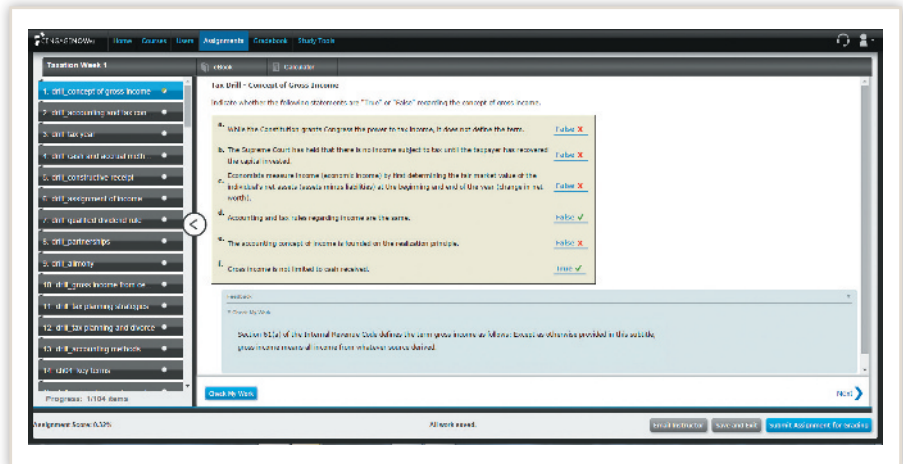 CENGAGENOWv2 Home Courses Users Assignments Gradebook Study Tools
Taxation Week 1
eBook Calculator
1. drill_concept of gross income
2. drill_accounting and tax con
3. drill_tax year
4. drill_cash and accrual meth
5. drill_constructive receipt
6. drill_assignment of income
7. drill_qualified dividend rule
8. drill_partnerships
9. drill_alimony
10. drill_gross income from ce
11. drill_tax planning strategies
12. drill_tax planning and divorce
13. drill_accounting methods
14. ch04_key terms
Progress: 1/104 items
Tax Drill - Concept of Gross Income
Indicate whether the following statements are "True" or "False" regarding the concept of gross income.
a. While the Constitution grants Congress the power to tax income, it does not define the term. False X
b. The Supreme Court has held that there is no income subject to tax until the taxpayer has recovered
the capital invested. False X
c. Economists measure income (economic income) by first determining the fair market value of the
individual's net assets (assets minus liabilities) at the beginning and end of the year (change in net
worth). False X
d. Accounting and tax rules regarding income are the same. False ✓
e. The accounting concept of income is founded on the realization principle. False X
f. Gross income is not limited to cash received. True ✓
Feedback
Check My Work
Section 61(a) of the Internal Revenue Code defines the term gross income as follows: Except as otherwise provided in this subtitle,
gross income means all income from whatever source derived.
Check My Work
Next
Assignment Score: 0.32%
All work saved.
Email Instructor Save and Exit Submit Assignment for Grading